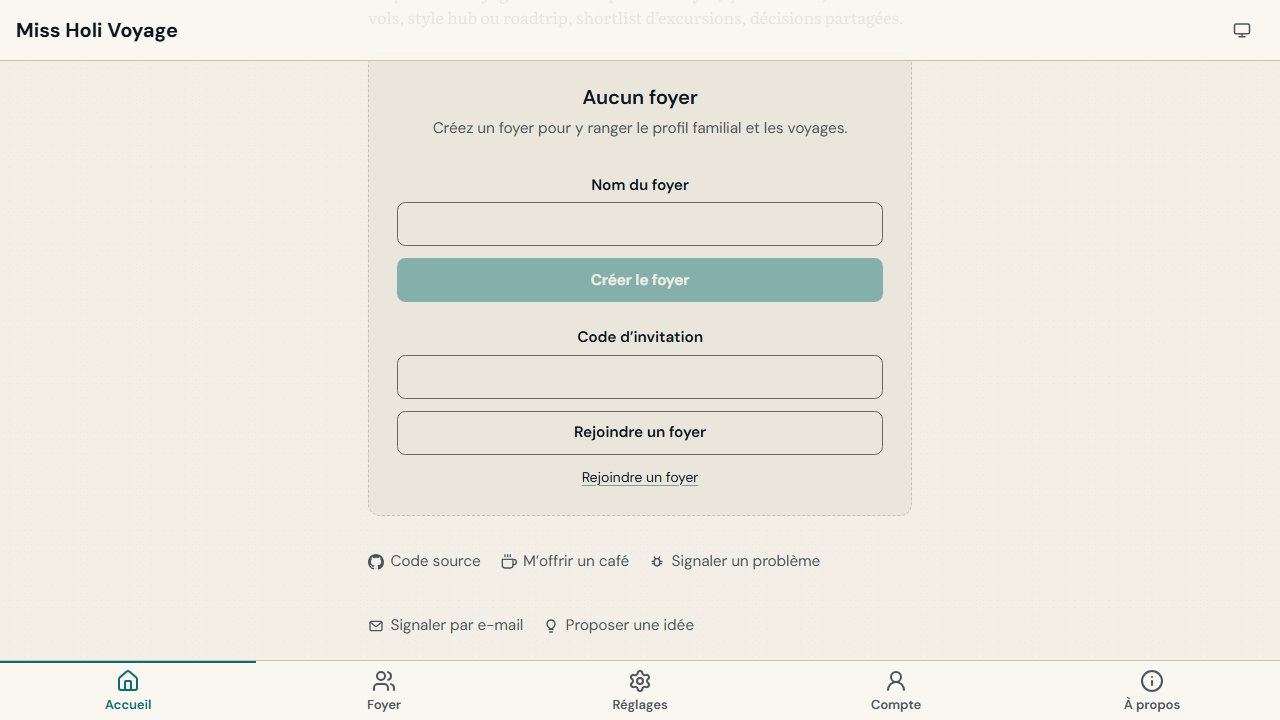 Miss Holi Voyage
vols, style hub ou roadtrip, shortlist d’excursions, décisions partagées.
Aucun foyer
Créez un foyer pour y ranger le profil familial et les voyages.
Nom du foyer
Créer le foyer
Code d’invitation
Rejoindre un foyer
Rejoindre un foyer
Code source M’offrir un café Signaler un problème
Signaler par e-mail Proposer une idée
Accueil Foyer Réglages Compte À propos